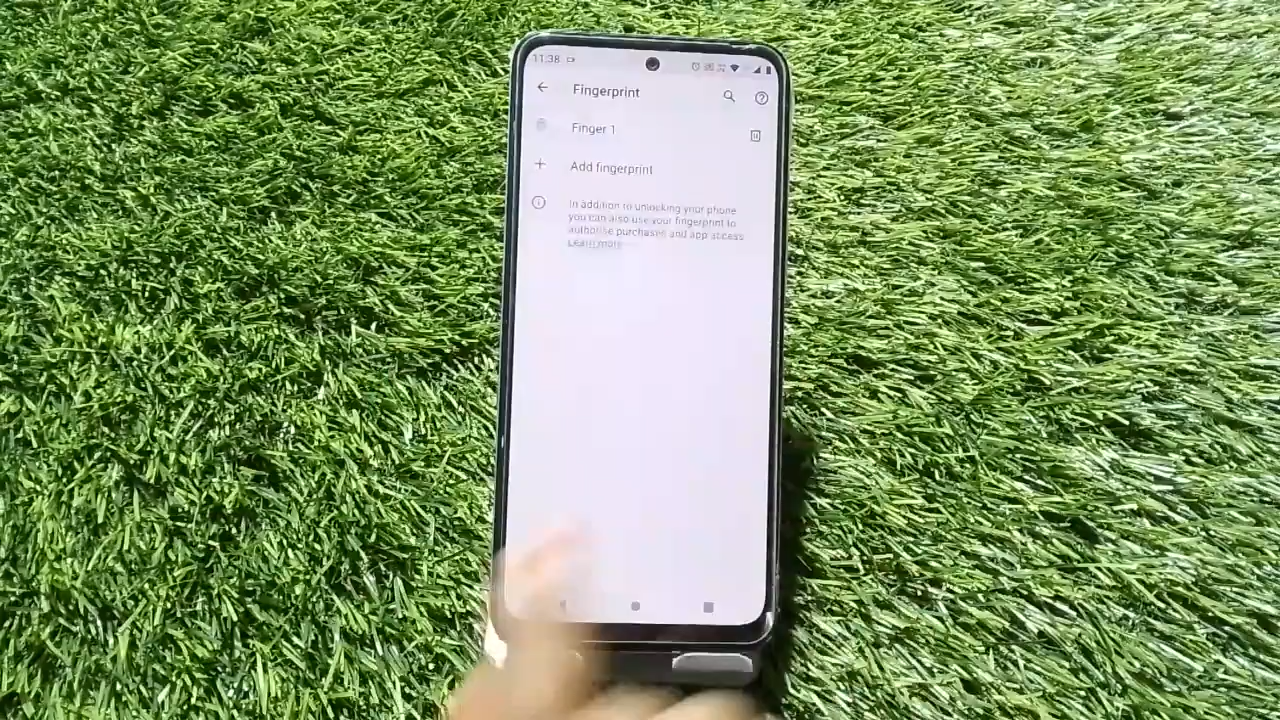 11:38
Fingerprint
Finger 1
Add fingerprint
In addition to unlocking your phone
you can also use your fingerprint to
authorise purchases and app access
Learn more